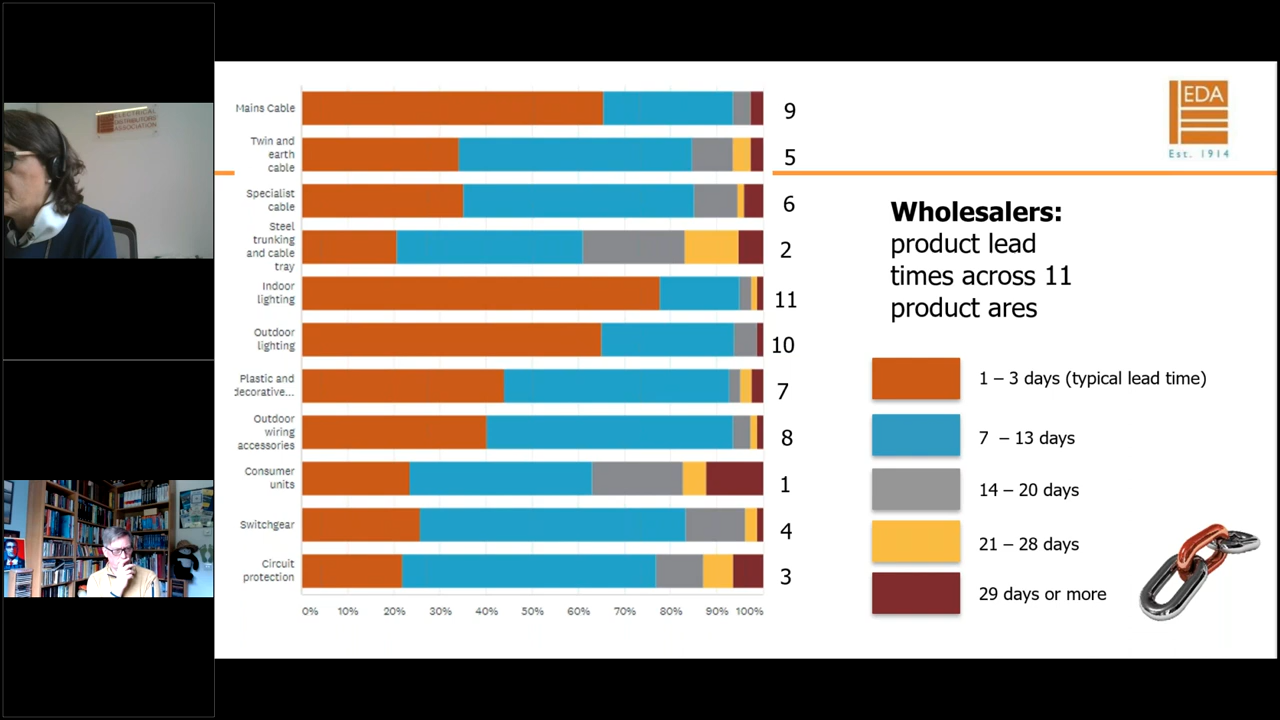 ELECTRICAL
DISTRIBUTORS
ASSOCIATION
Mains Cable
9
Twin and
earth
cable
5
Specialist
cable
6
Steel
trunking
and cable
tray
2
Indoor
lighting
11
Outdoor
lighting
10
Plastic and
decorative...
7
Outdoor
wiring
accessories
8
Consumer
units
1
Switchgear
4
Circuit
protection
3
0% 10% 20% 30% 40% 50% 60% 70% 80% 90% 100%
EDA
Est. 1914
Wholesalers:
product lead
times across 11
product ares
1 – 3 days (typical lead time)
7 – 13 days
14 – 20 days
21 – 28 days
29 days or more